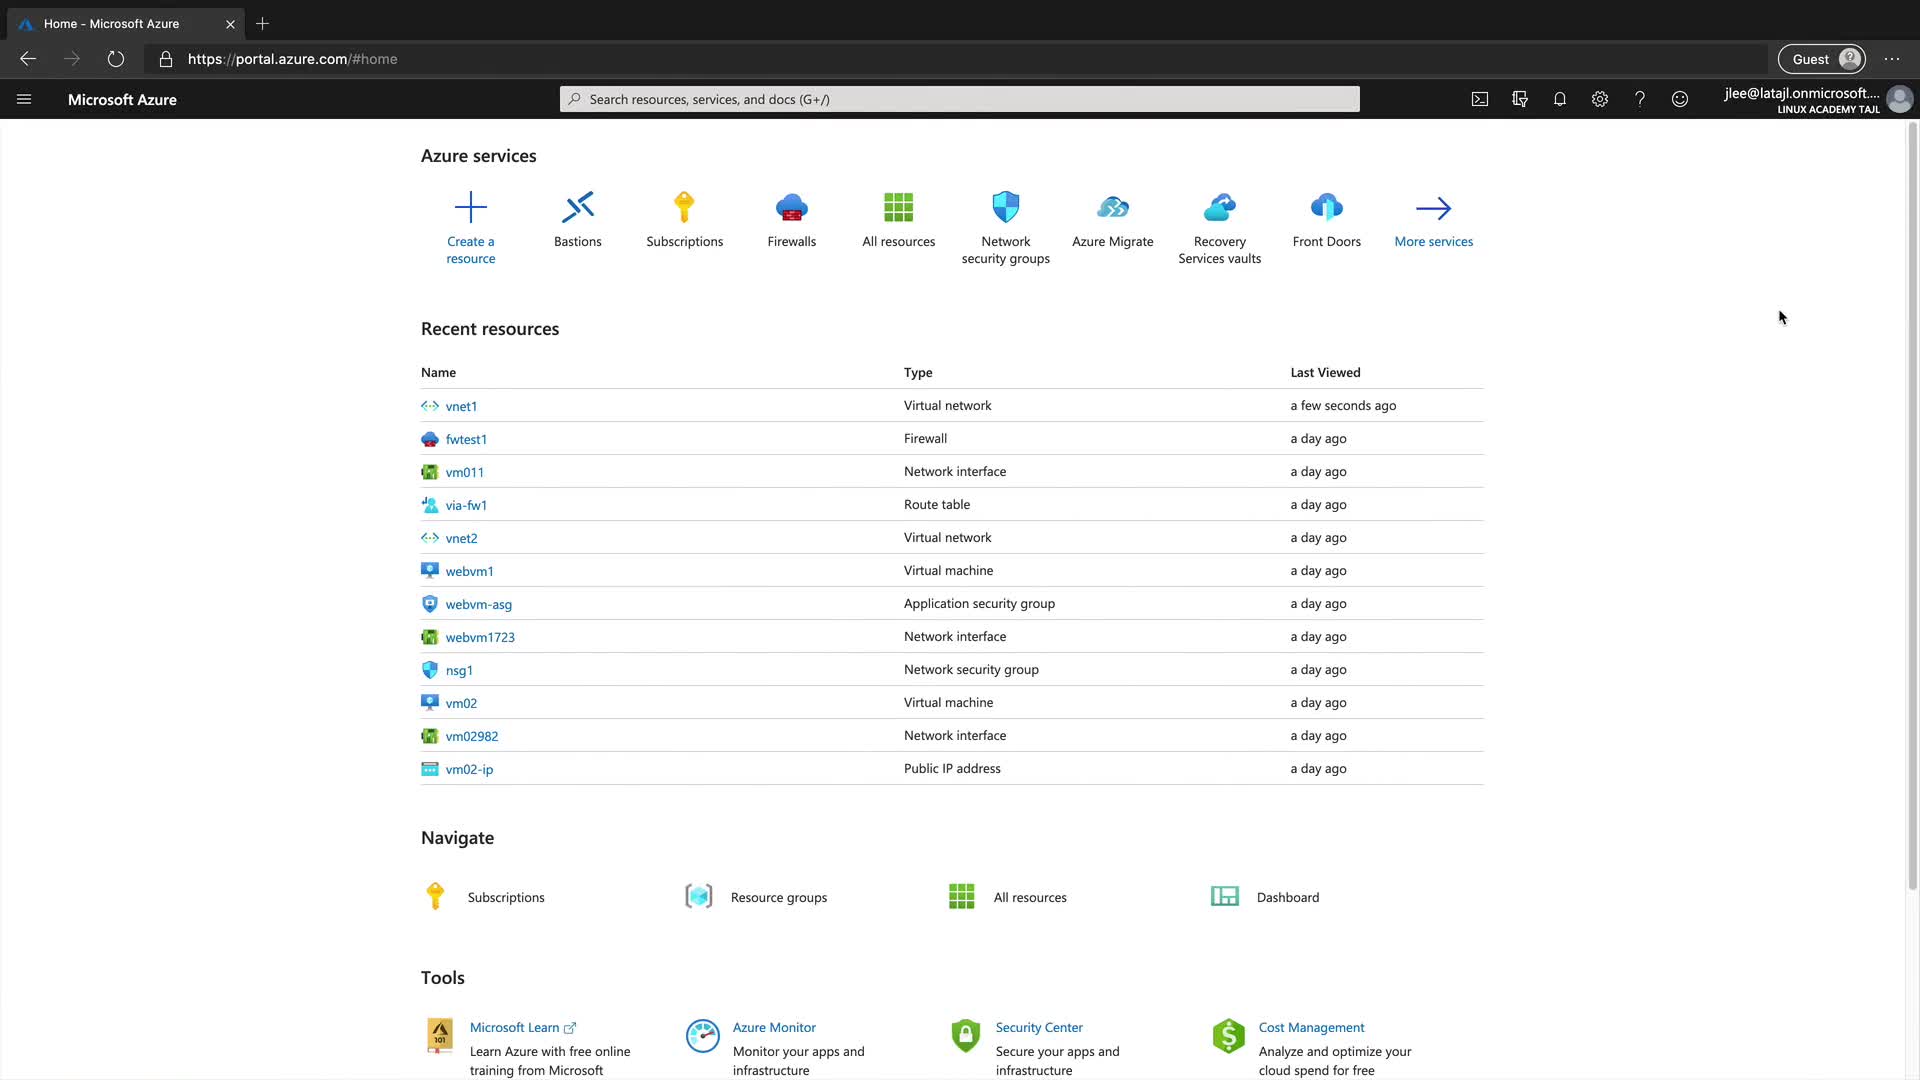 Home - Microsoft Azure
https://portal.azure.com/#home
Guest
Microsoft Azure
Search resources, services, and docs (G+/)
jlee@latajl.onmicrosoft....
LINUX ACADEMY TAJL
Azure services
Create a
resource
Bastions
Subscriptions
Firewalls
All resources
Network
security groups
Azure Migrate
Recovery
Services vaults
Front Doors
More services
Recent resources
Name Type Last Viewed
vnet1 Virtual network a few seconds ago
fwtest1 Firewall a day ago
vm011 Network interface a day ago
via-fw1 Route table a day ago
vnet2 Virtual network a day ago
webvm1 Virtual machine a day ago
webvm-asg Application security group a day ago
webvm1723 Network interface a day ago
nsg1 Network security group a day ago
vm02 Virtual machine a day ago
vm02982 Network interface a day ago
vm02-ip Public IP address a day ago
Navigate
Subscriptions Resource groups All resources Dashboard
Tools
101
Microsoft Learn
Learn Azure with free online
training from Microsoft
Azure Monitor
Monitor your apps and
infrastructure
Security Center
Secure your apps and
infrastructure
Cost Management
Analyze and optimize your
cloud spend for free